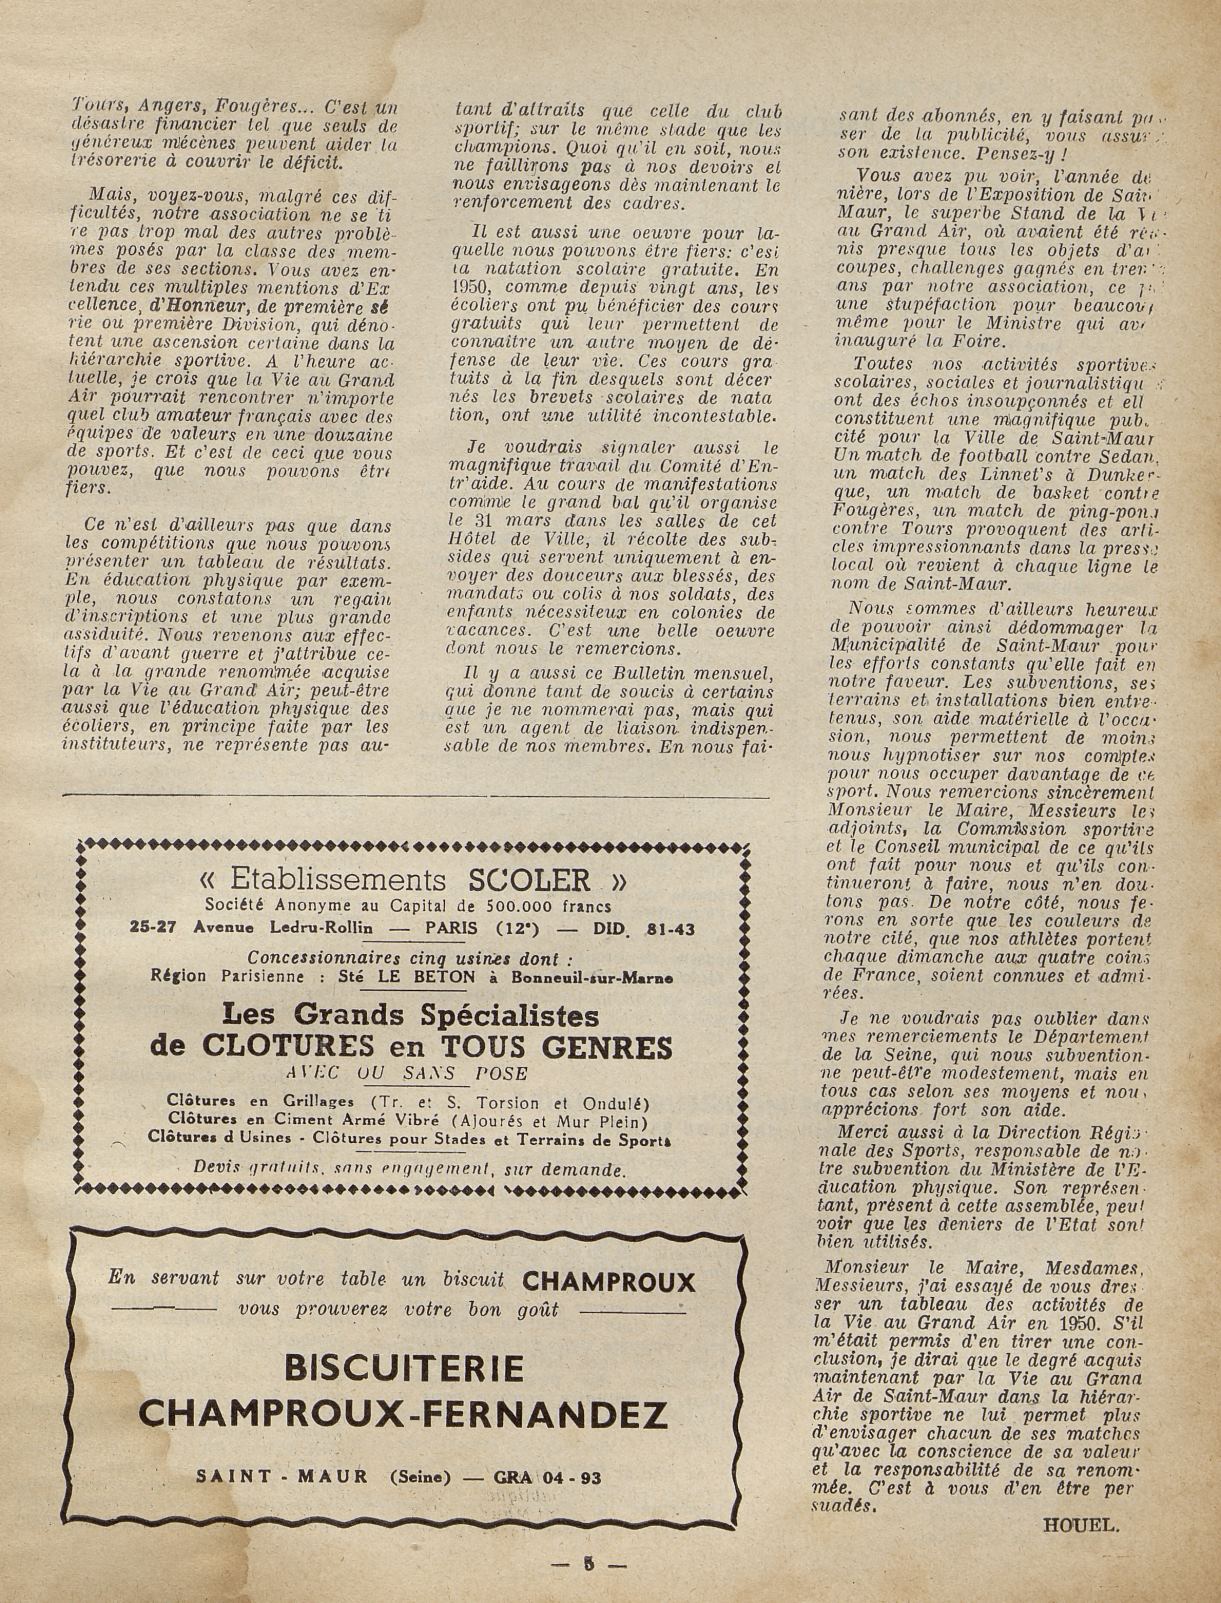 Tours, Angers, Fougères... C'est un
désastre financier tel que seuls de
généreux mécènes peuvent aider la
trésorerie à couvrir le déficit.
Mais, voyez-vous, malgré ces dif-
ficultés, notre association ne se ti
re pas trop mal des autres problè-
mes posés par la classe des mem-
bres de ses sections. Vous avez en-
tendu ces multiples mentions d'Ex
cellence, d'Honneur, de première sé
rie ou première Division, qui déno-
tent une ascension certaine dans la
hiérarchie sportive. A l'heure ac-
tuelle, je crois que la Vie au Grand
Air pourrait rencontrer n'importe
quel club amateur français avec des
équipes de valeurs en une douzaine
de sports. Et c'est de ceci que vous
pouvez, que nous pouvons être
fiers.
Ce n'est d'ailleurs pas que dans
les compétitions que nous pouvons
présenter un tableau de résultats.
En éducation physique par exem-
ple, nous constatons un regain
d'inscriptions et une plus grande
assiduité. Nous revenons aux effec-
tifs d'avant guerre et j'attribue ce-
la à la grande renommée acquise
par la Vie au Grand Air; peut-être
aussi que l'éducation physique des
écoliers, en principe faite par les
instituteurs, ne représente pas au-
tant d'attraits que celle du club
sportif; sur le même stade que les
champions. Quoi qu'il en soit, nous
ne faillirons pas à nos devoirs et
nous envisageons dès maintenant le
renforcement des cadres.
Il est aussi une oeuvre pour la-
quelle nous pouvons être fiers: c'est
la natation scolaire gratuite. En
1950, comme depuis vingt ans, les
écoliers ont pu bénéficier des cours
gratuits qui leur permettent de
connaître un autre moyen de dé-
fense de leur vie. Ces cours gra
tuits à la fin desquels sont décer
nés les brevets scolaires de nata
tion, ont une utilité incontestable.
Je voudrais signaler aussi le
magnifique travail du Comité d'En-
tr'aide. Au cours de manifestations
comme le grand bal qu'il organise
le 31 mars dans les salles de cet
Hôtel de Ville, il récolte des sub-
sides qui servent uniquement à en-
voyer des douceurs aux blessés, des
mandats ou colis à nos soldats, des
enfants nécessiteux en colonies de
vacances. C'est une belle oeuvre
dont nous le remercions.
Il y a aussi ce Bulletin mensuel,
qui donne tant de soucis à certains
que je ne nommerai pas, mais qui
est un agent de liaison indispen-
sable de nos membres. En nous fai-
sant des abonnés, en y faisant pa
ser de la publicité, vous assur
son existence. Pensez-y !
Vous avez pu voir, l'année de
nière, lors de l'Exposition de Sain
Maur, le superbe Stand de la Vi
au Grand Air, où avaient été réu-
nis presque tous les objets d'ar
coupes, challenges gagnés en tren
ans par notre association, ce
une stupéfaction pour beaucou
même pour le Ministre qui av
inauguré la Foire.
Toutes nos activités sportives
scolaires, sociales et journalistiqu
ont des échos insoupçonnés et ell
constituent une magnifique pub.
cité pour la Ville de Saint-Maur
Un match de football contre Sedan,
un match des Linnet's à Dunker-
que, un match de basket contre
Fougères, un match de ping-pong
contre Tours provoquent des arti-
cles impressionnants dans la presse
local où revient à chaque ligne le
nom de Saint-Maur.
Nous sommes d'ailleurs heureux
de pouvoir ainsi dédommager la
Municipalité de Saint-Maur pour
les efforts constants qu'elle fait en
notre faveur. Les subventions, ses
terrains et installations bien entre-
tenus, son aide matérielle à l'occa-
sion, nous permettent de moins
nous hypnotiser sur nos comptes
pour nous occuper davantage de ce
sport. Nous remercions sincèrement
Monsieur le Maire, Messieurs les
adjoints, la Commission sportive
et le Conseil municipal de ce qu'ils
ont fait pour nous et qu'ils con-
tinueront à faire, nous n'en dou-
tons pas. De notre côté, nous fe-
rons en sorte que les couleurs de
notre cité, que nos athlètes portent
chaque dimanche aux quatre coins
de France, soient connues et admi-
rées.
Je ne voudrais pas oublier dans
mes remerciements le Département
de la Seine, qui nous subvention-
ne peut-être modestement, mais en
tous cas selon ses moyens et nou,
apprécions fort son aide.
Merci aussi à la Direction Régio-
nale des Sports, responsable de no-
tre subvention du Ministère de l'E-
ducation physique. Son représen-
tant, présent à cette assemblée, peut
voir que les deniers de l'Etat sont
bien utilisés.
Monsieur le Maire, Mesdames,
Messieurs, j'ai essayé de vous dres
ser un tableau des activités de
la Vie au Grand Air en 1950. S'il
m'était permis d'en tirer une con-
clusion, je dirai que le degré acquis
maintenant par la Vie au Grand
Air de Saint-Maur dans la hiérar-
chie sportive ne lui permet plus
d'envisager chacun de ses matches
qu'avec la conscience de sa valeur
et la responsabilité de sa renom-
mée. C'est à vous d'en être per
suadés.
HOUEL.
« Etablissements SCOLER »
Société Anonyme au Capital de 500.000 francs
25-27 Avenue Ledru-Rollin — PARIS (12e) — DID. 81-43
Concessionnaires cinq usines dont :
Région Parisienne : Sté LE BETON à Bonneuil-sur-Marne
Les Grands Spécialistes
de CLOTURES en TOUS GENRES
AVEC OU SANS POSE
Clôtures en Grillages (Tr. et S. Torsion et Ondulé)
Clôtures en Ciment Armé Vibré (Ajourés et Mur Plein)
Clôtures d Usines - Clôtures pour Stades et Terrains de Sports
Devis gratuits, sans engagement, sur demande.
En servant sur votre table un biscuit CHAMPROUX
vous prouverez votre bon goût
BISCUITERIE
CHAMPROUX-FERNANDEZ
SAINT - MAUR (Seine) — GRA 04 - 93
— 5 —